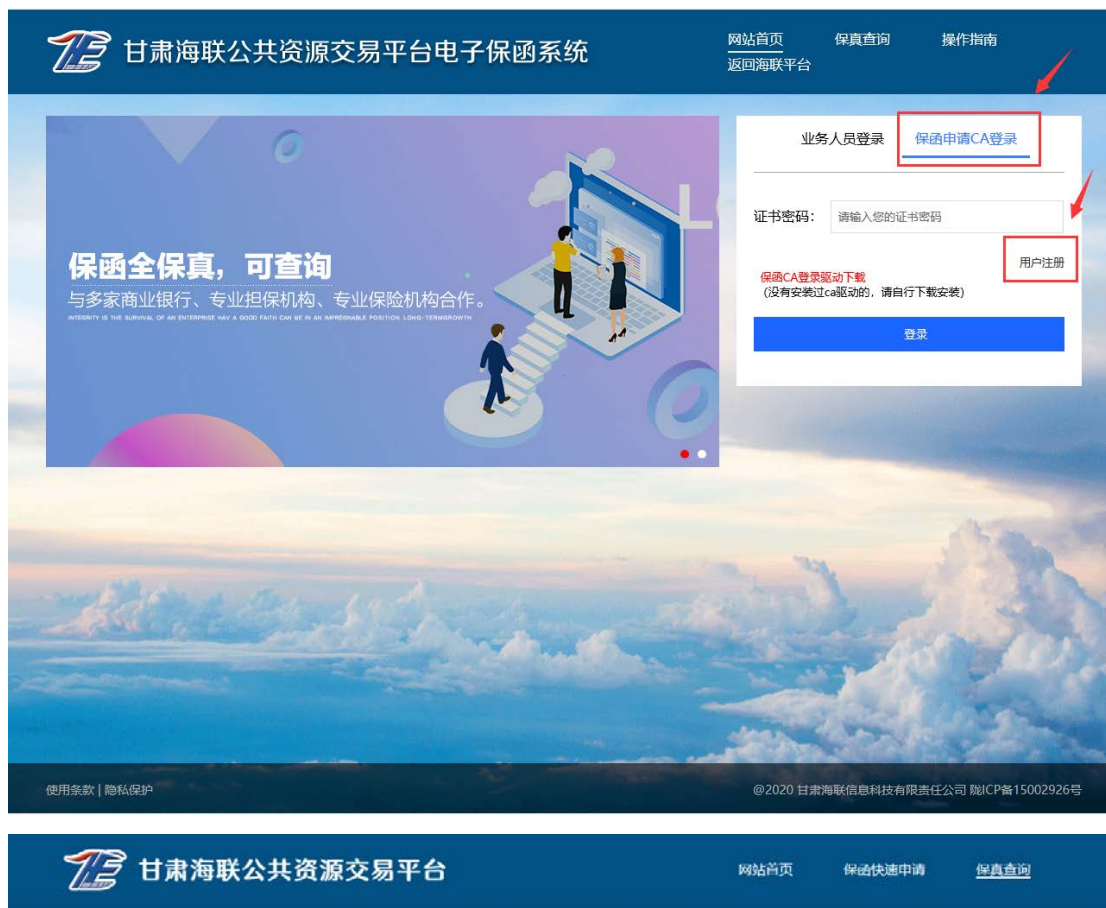 甘肃海联公共资源交易平台电子保函系统
网站首页 保真查询 操作指南
返回海联平台
业务人员登录 保函申请CA登录
证书密码： 请输入您的证书密码
用户注册
保函CA登录驱动下载
(没有安装过ca驱动的，请自行下载安装)
登录
保函全保真，可查询
与多家商业银行、专业担保机构、专业保险机构合作。
INTEGRITY IS THE SURVIVAL OF AN ENTERPRISE HAV A GOOD FAITH CAN BE IN AN IMPREGNABLE POSITION LONG-TERMGROWTH
使用条款 | 隐私保护
@2020 甘肃海联信息科技有限责任公司 陇ICP备15002926号
甘肃海联公共资源交易平台
网站首页 保函快速申请 保真查询